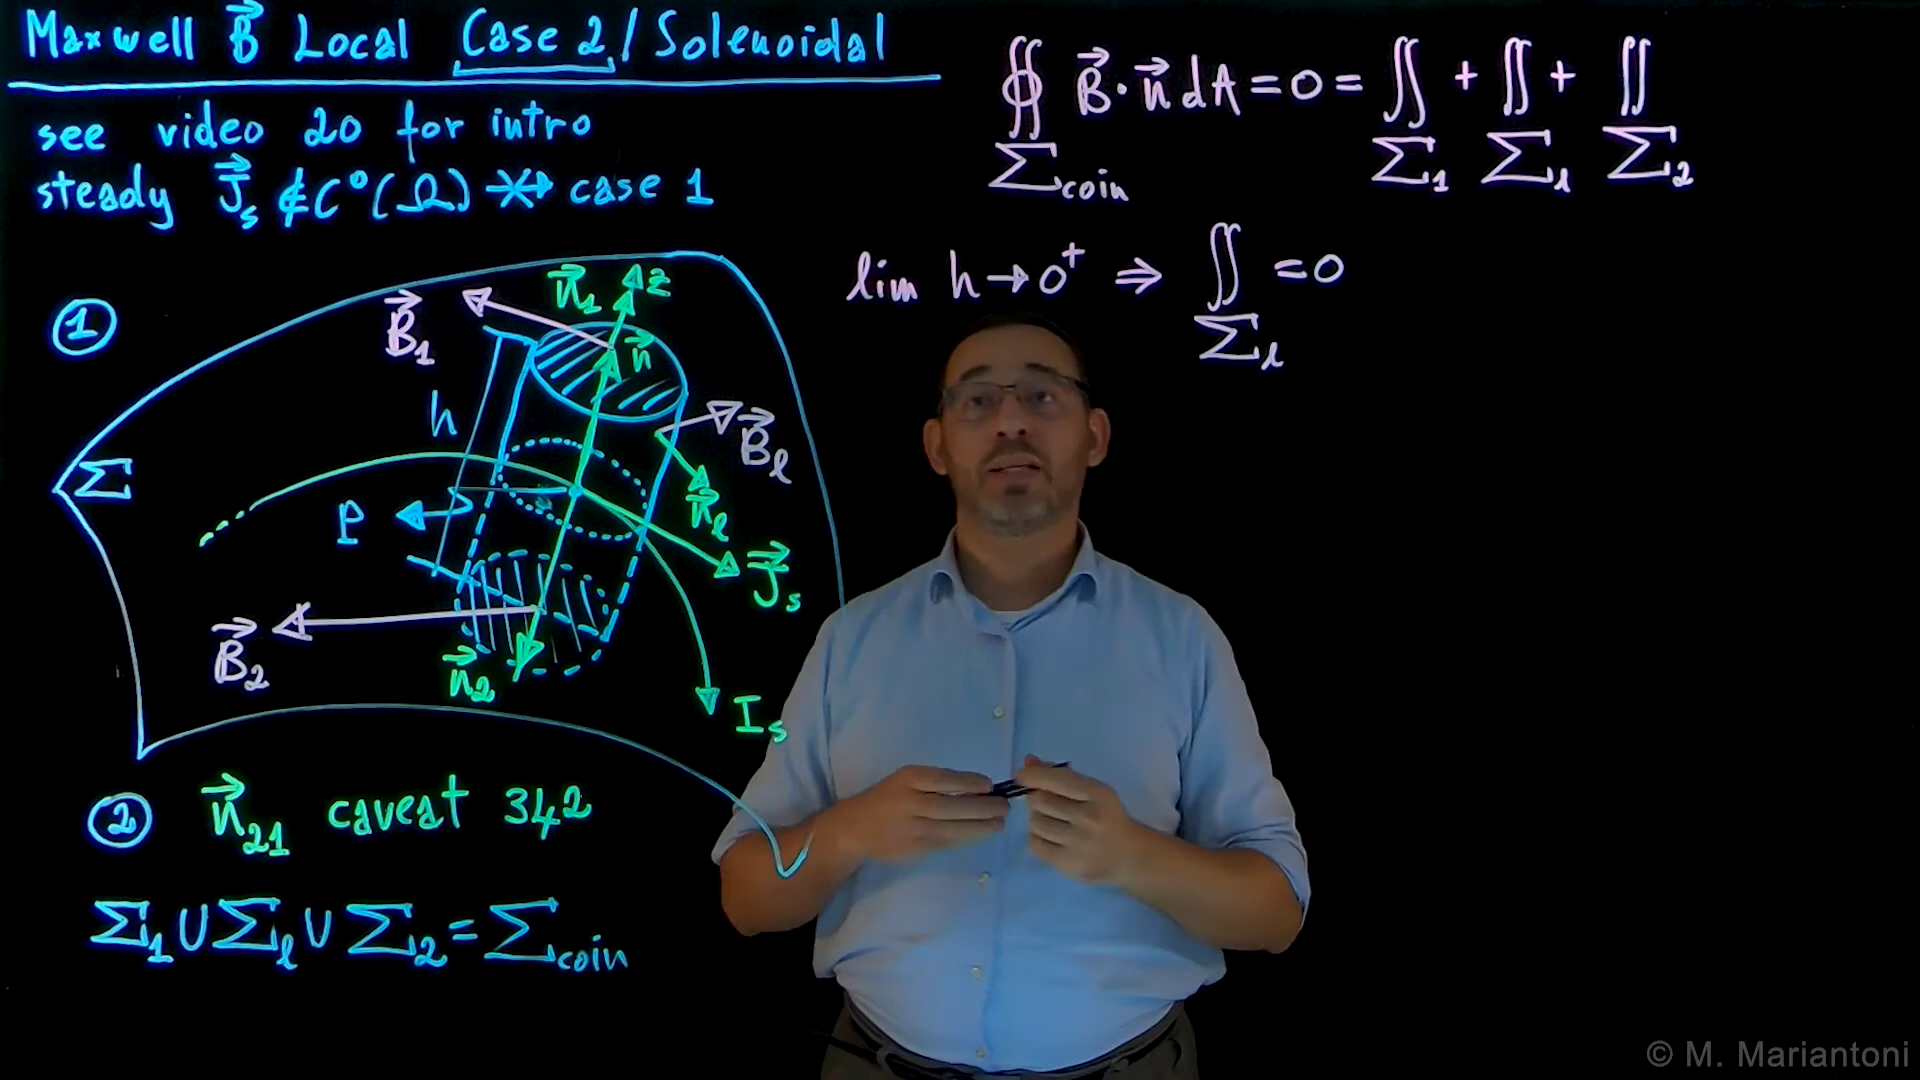 Maxwell B⃗ Local Case 2 / Solenoidal
see video 20 for intro
steady J⃗ₛ ∉ C⁰(Ω) ⇸ case 1
①
B⃗₁
n⃗₁
z
n⃗
h
B⃗ₗ
n⃗ₗ
Σ
P
J⃗ₛ
B⃗₂
n⃗₂
Iₛ
② n⃗₂₁ caveat 342
Σ₁ ∪ Σₗ ∪ Σ₂ = Σcoin
∯ B⃗ · n⃗ dA = 0 = ∬ + ∬ + ∬
Σcoin Σ₁ Σₗ Σ₂
lim h → 0⁺ ⇒ ∬ = 0
Σₗ
© M. Mariantoni